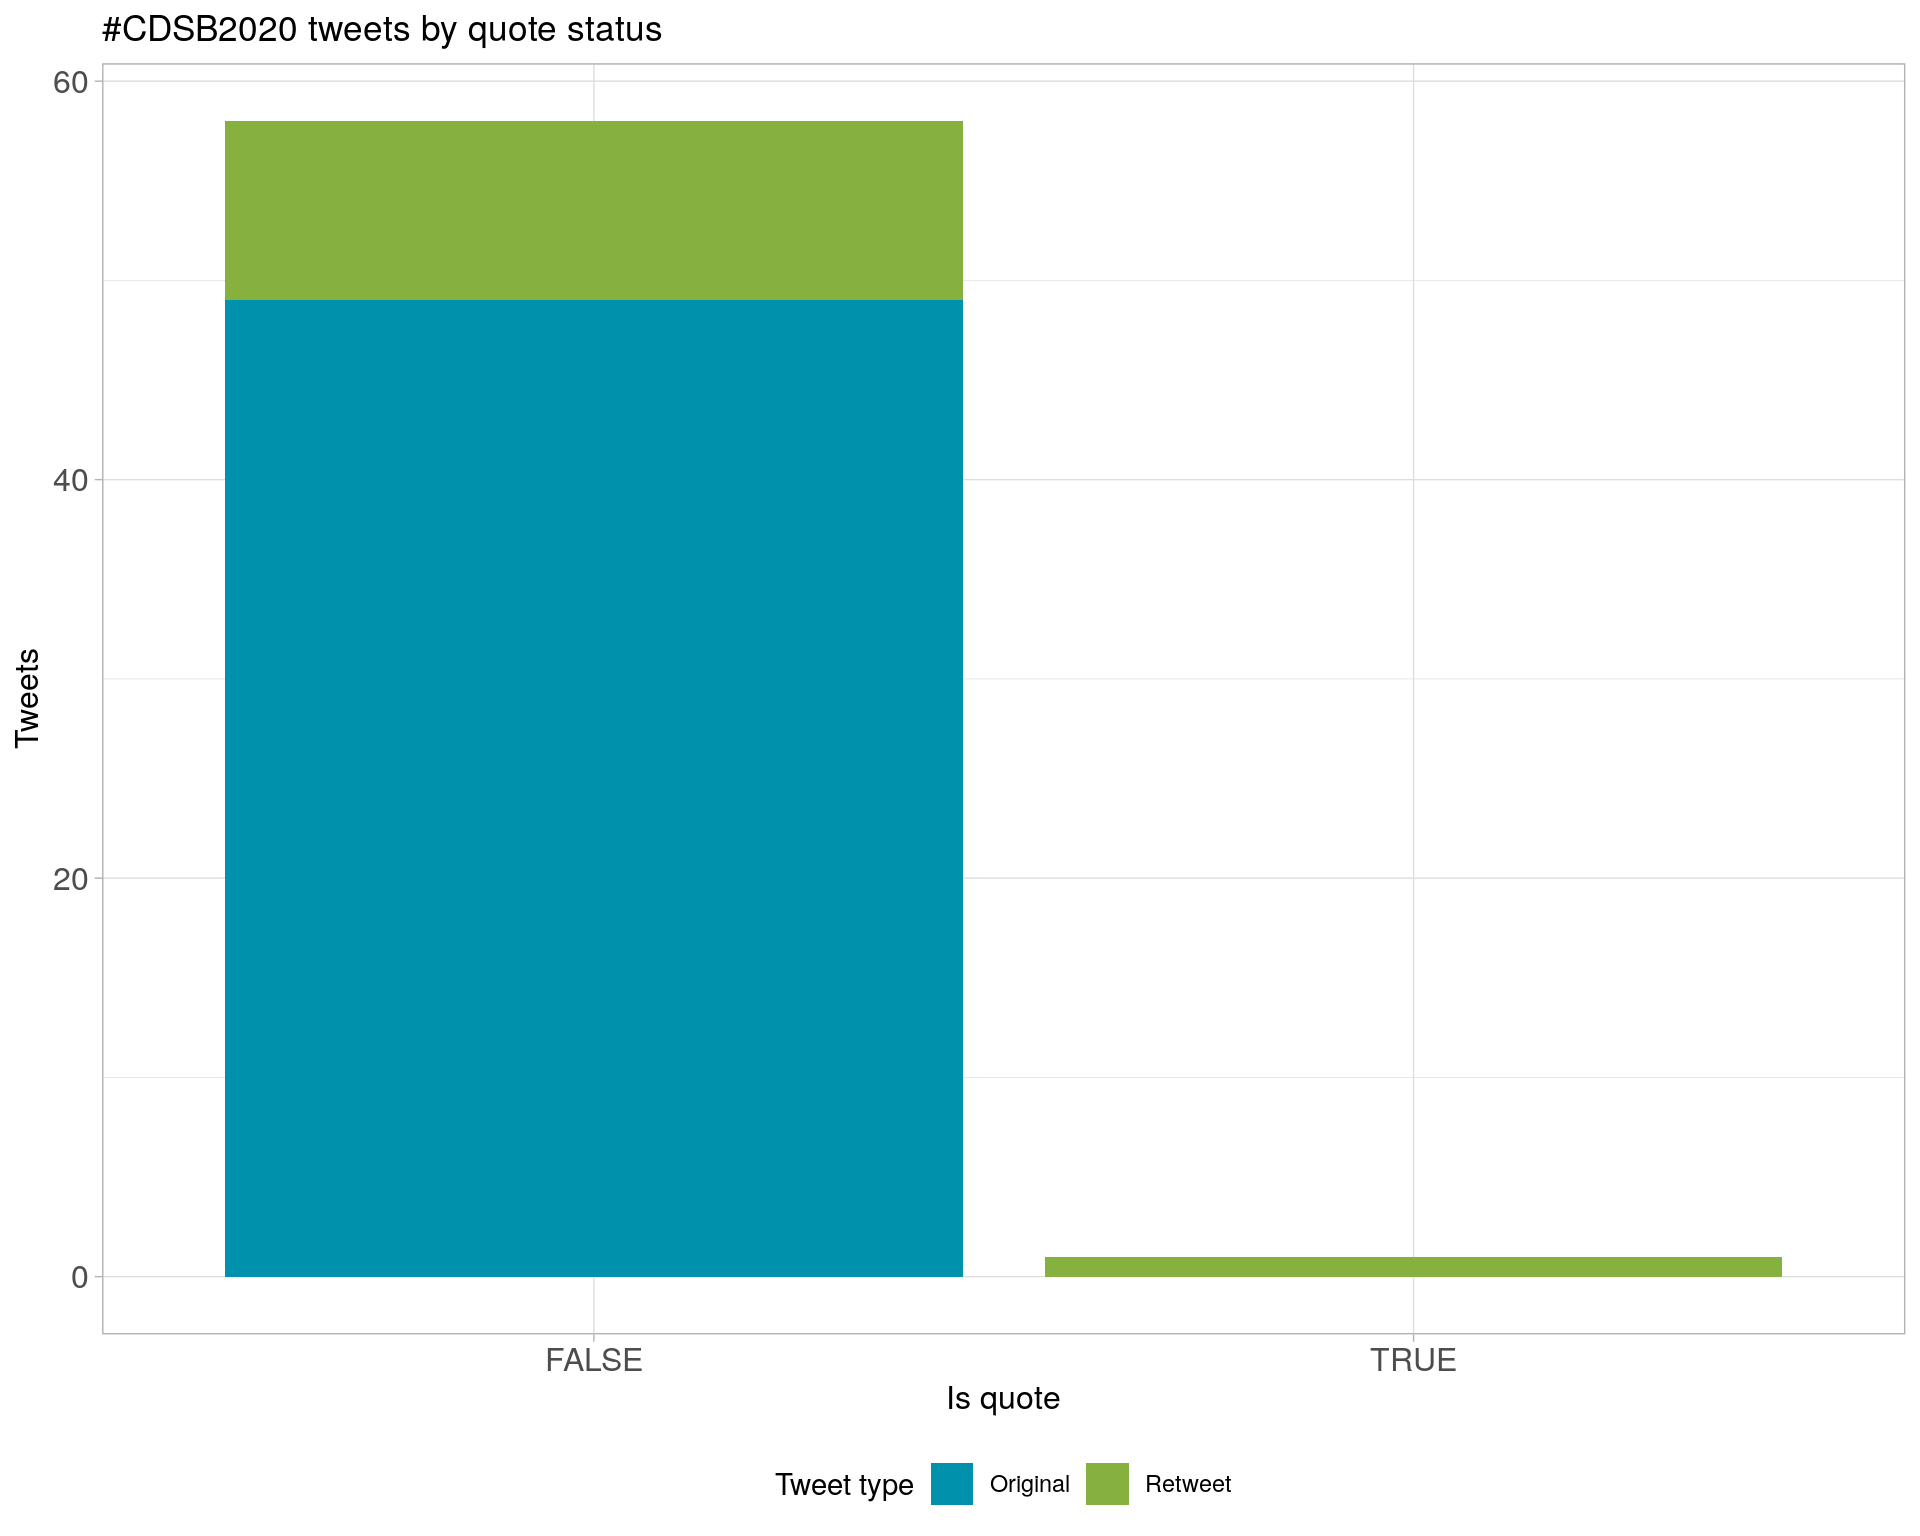 #CDSB2020 tweets by quote status
60
40
20
0
Tweets
FALSE
TRUE
Is quote
Tweet type
Original
Retweet